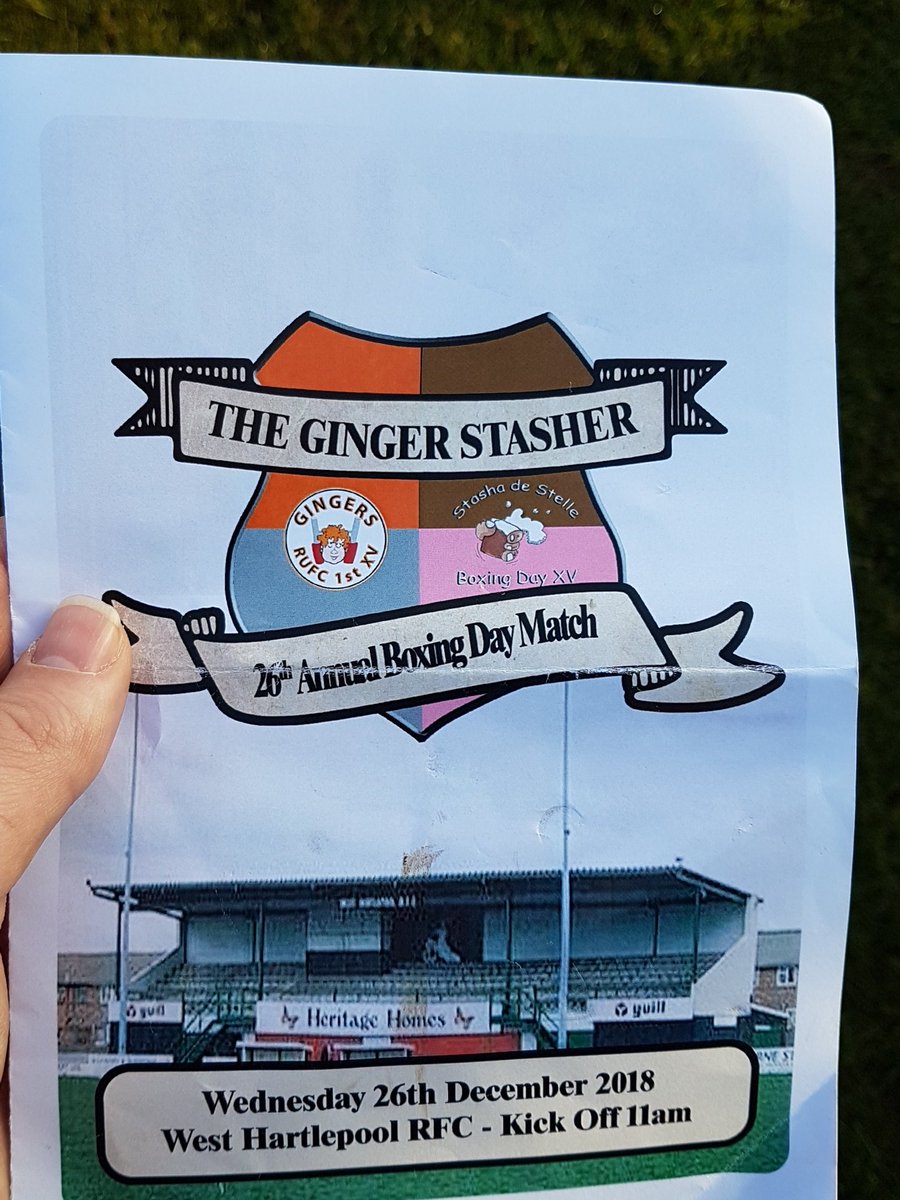 THE GINGER STASHER
GINGERS
RUFC 1st XV
Stasha de Stelle
Boxing Day XV
26th Annual Boxing Day Match
Heritage Homes
yuill
Wednesday 26th December 2018
West Hartlepool RFC - Kick Off 11am